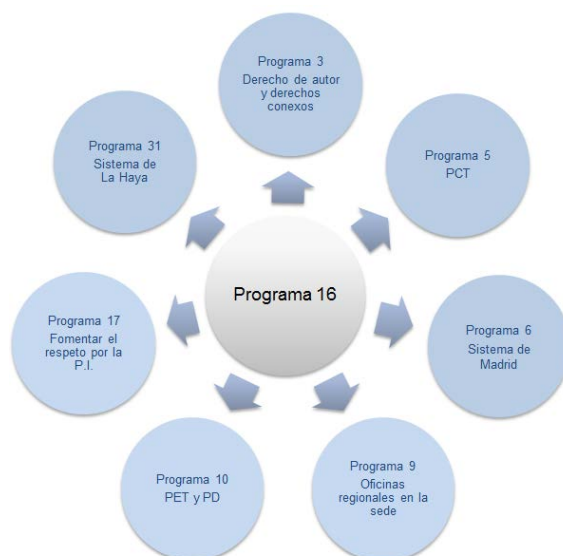 Programa 3
Derecho de autor
y derechos
conexos
Programa 5
PCT
Programa 6
Sistema de
Madrid
Programa 9
Oficinas
regionales en la
sede
Programa 10
PET y PD
Programa 17
Fomentar el
respeto por la
P.I.
Programa 31
Sistema de
La Haya
Programa 16